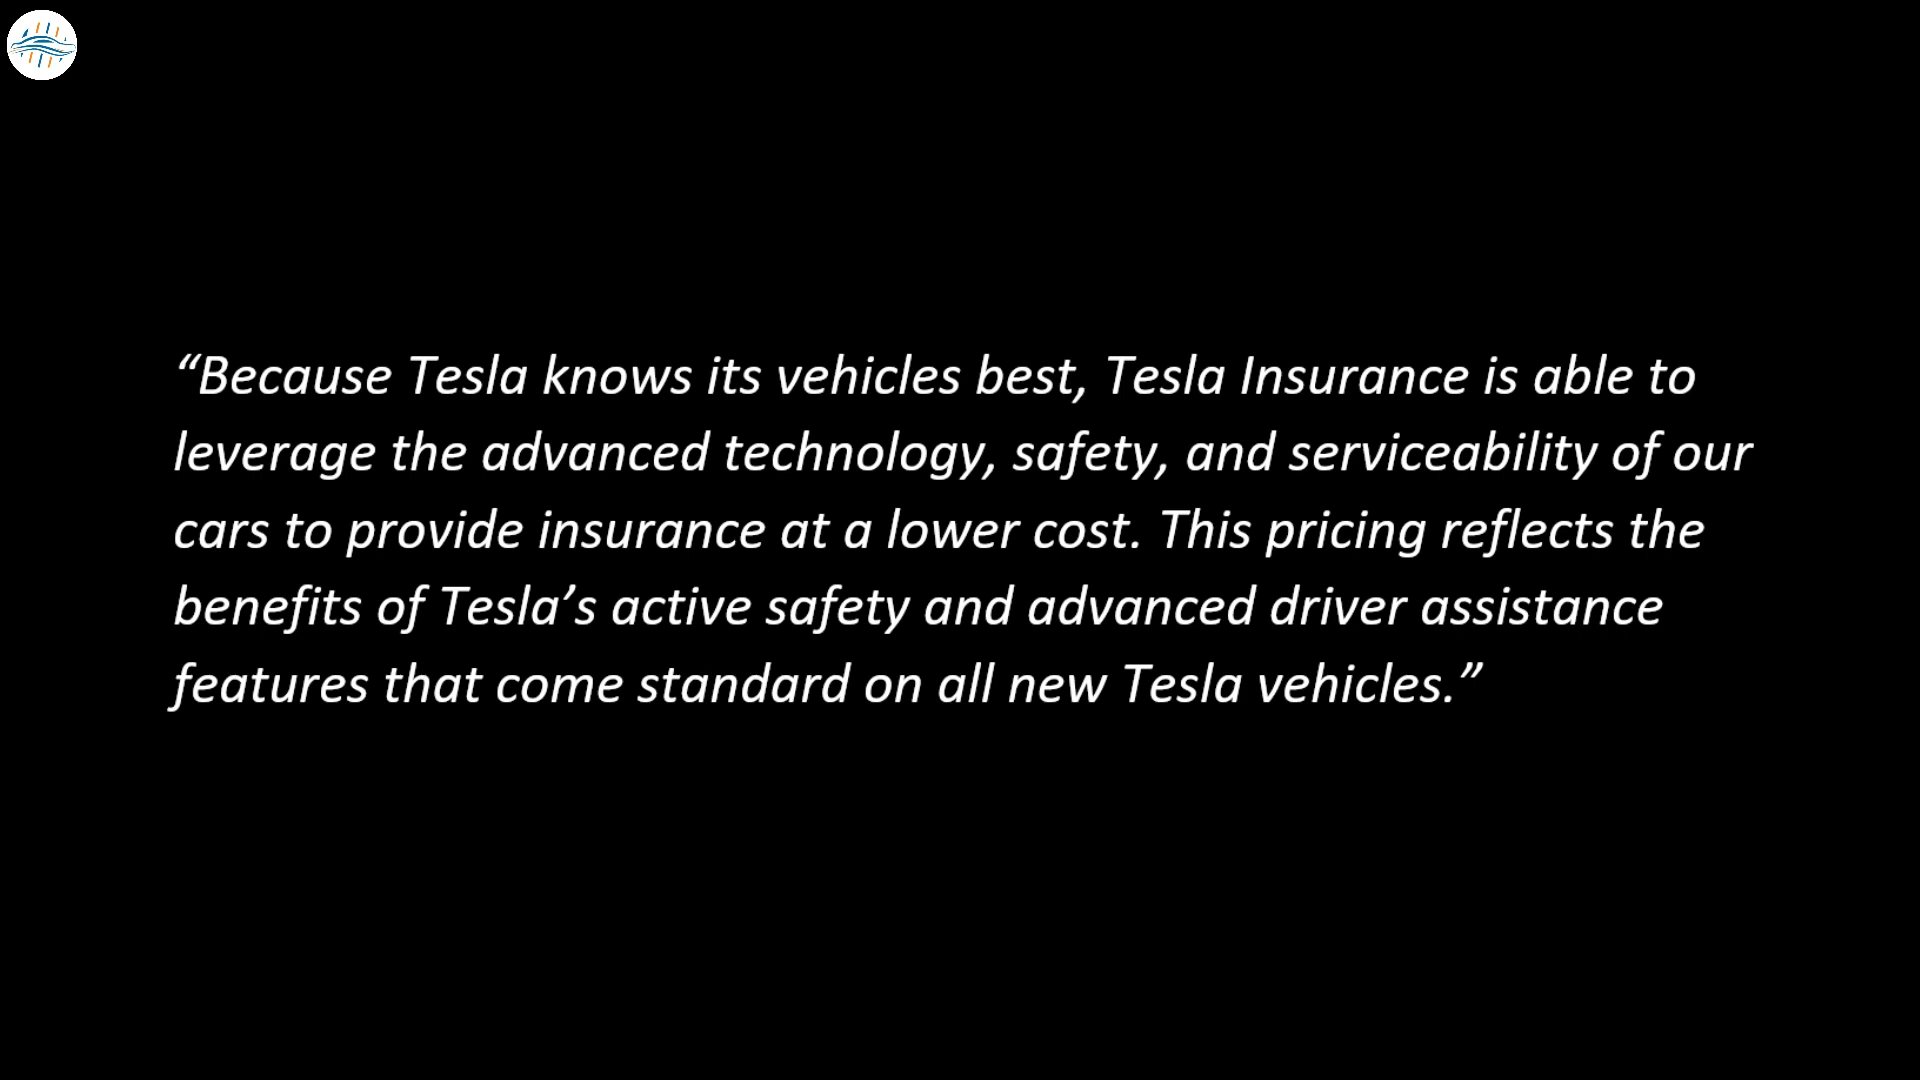 “Because Tesla knows its vehicles best, Tesla Insurance is able to
leverage the advanced technology, safety, and serviceability of our
cars to provide insurance at a lower cost. This pricing reflects the
benefits of Tesla’s active safety and advanced driver assistance
features that come standard on all new Tesla vehicles.”